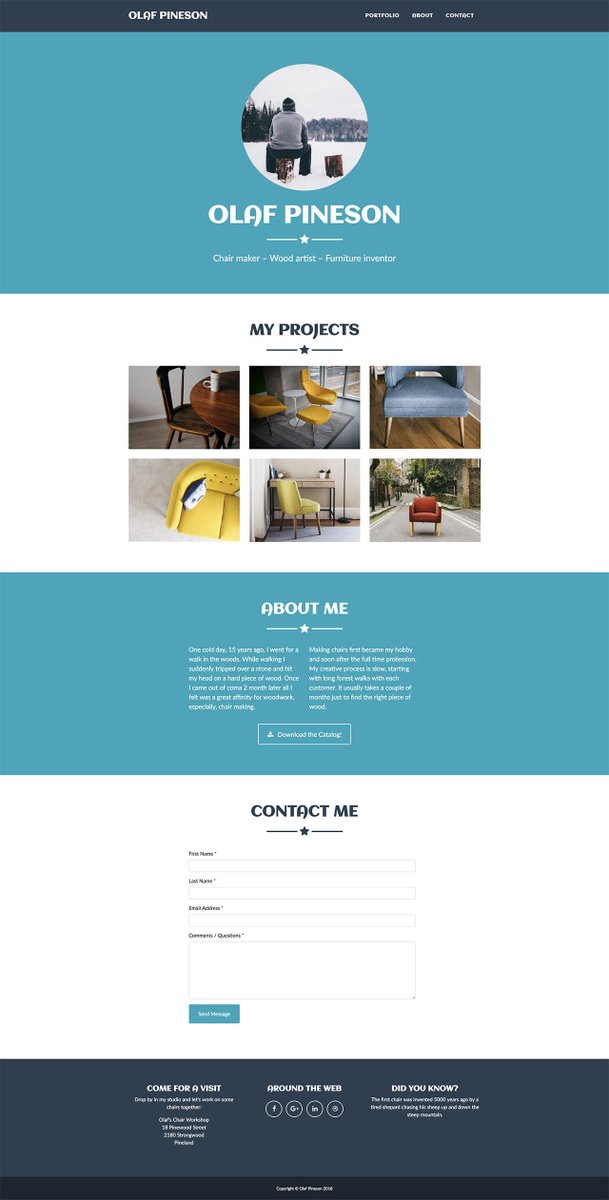 OLAF PINESON
PORTFOLIO ABOUT CONTACT
OLAF PINESON
Chair maker – Wood artist – Furniture inventor
MY PROJECTS
ABOUT ME
One cold day, 15 years ago, I went for a
walk in the woods. While walking I
suddenly tripped over a stone and hit
my head on a hard piece of wood. Once
I came out of coma 2 month later all I
felt was a great affinity for woodwork,
especially, chair making.
Making chairs first became my hobby
and soon after the full time profession.
My creative process is slow, starting
with long forest walks with each
customer. It usually takes a couple of
months just to find the right piece of
wood.
Download the Catalog!
CONTACT ME
First Name *
Last Name *
Email Address *
Comments / Questions *
Send Message
COME FOR A VISIT
Drop by in my studio and let's work on some
chairs together:
Olaf's Chair Workshop
18 Pinewood Street
2180 Strongwood
Pineland
AROUND THE WEB
DID YOU KNOW?
The first chair was invented 5000 years ago by a
tired shepard chasing his sheep up and down the
steep mountain.
Copyright © Olaf Pineson 2018